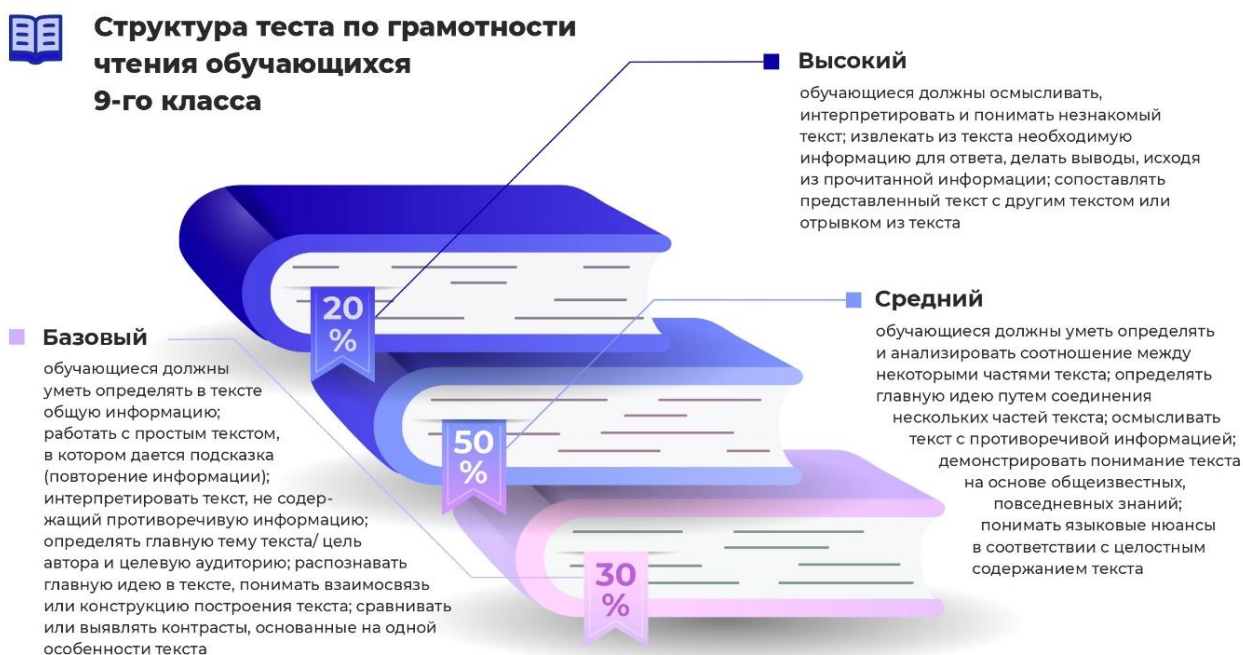 Структура теста по грамотности
чтения обучающихся
9-го класса
Высокий
обучающиеся должны осмысливать,
интерпретировать и понимать незнакомый
текст; извлекать из текста необходимую
информацию для ответа, делать выводы, исходя
из прочитанной информации; сопоставлять
представленный текст с другим текстом или
отрывком из текста
20
%
Средний
обучающиеся должны уметь определять
и анализировать соотношение между
некоторыми частями текста; определять
главную идею путем соединения
нескольких частей текста; осмысливать
текст с противоречивой информацией;
демонстрировать понимание текста
на основе общеизвестных,
повседневных знаний;
понимать языковые нюансы
в соответствии с целостным
содержанием текста
50
%
Базовый
обучающиеся должны
уметь определять в тексте
общую информацию;
работать с простым текстом,
в котором дается подсказка
(повторение информации);
интерпретировать текст, не содер-
жащий противоречивую информацию;
определять главную тему текста/ цель
автора и целевую аудиторию; распознавать
главную идею в тексте, понимать взаимосвязь
или конструкцию построения текста; сравнивать
или выявлять контрасты, основанные на одной
особенности текста
30
%